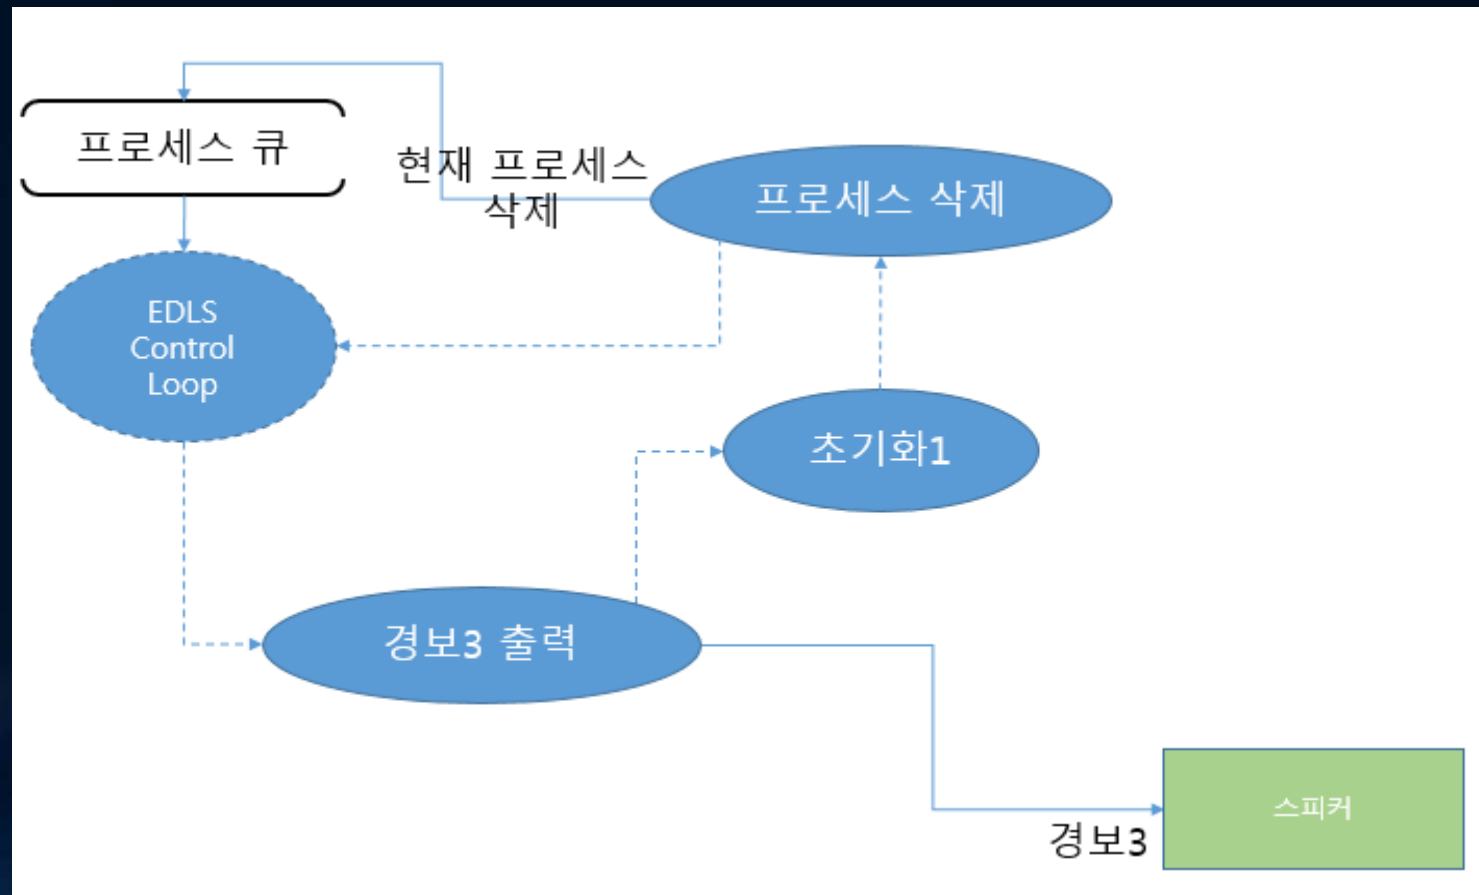 프로세스 큐
현재 프로세스
삭제
프로세스 삭제
EDLS
Control
Loop
초기화1
경보3 출력
스피커
경보3